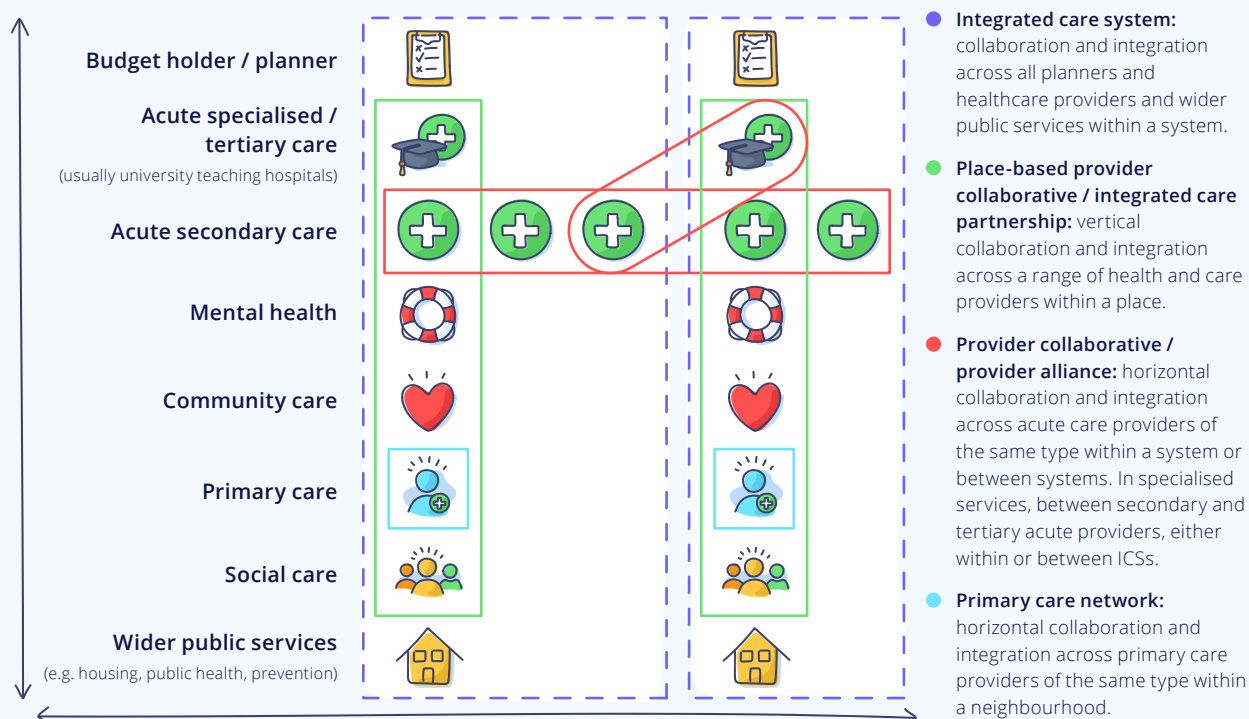 Budget holder / planner
Acute specialised /
tertiary care
(usually university teaching hospitals)
Acute secondary care
Mental health
Community care
Primary care
Social care
Wider public services
(e.g. housing, public health, prevention)
Integrated care system:
collaboration and integration
across all planners and
healthcare providers and wider
public services within a system.
Place-based provider
collaborative / integrated care
partnership: vertical
collaboration and integration
across a range of health and care
providers within a place.
Provider collaborative /
provider alliance: horizontal
collaboration and integration
across acute care providers of
the same type within a system or
between systems. In specialised
services, between secondary and
tertiary acute providers, either
within or between ICSs.
Primary care network:
horizontal collaboration and
integration across primary care
providers of the same type within
a neighbourhood.